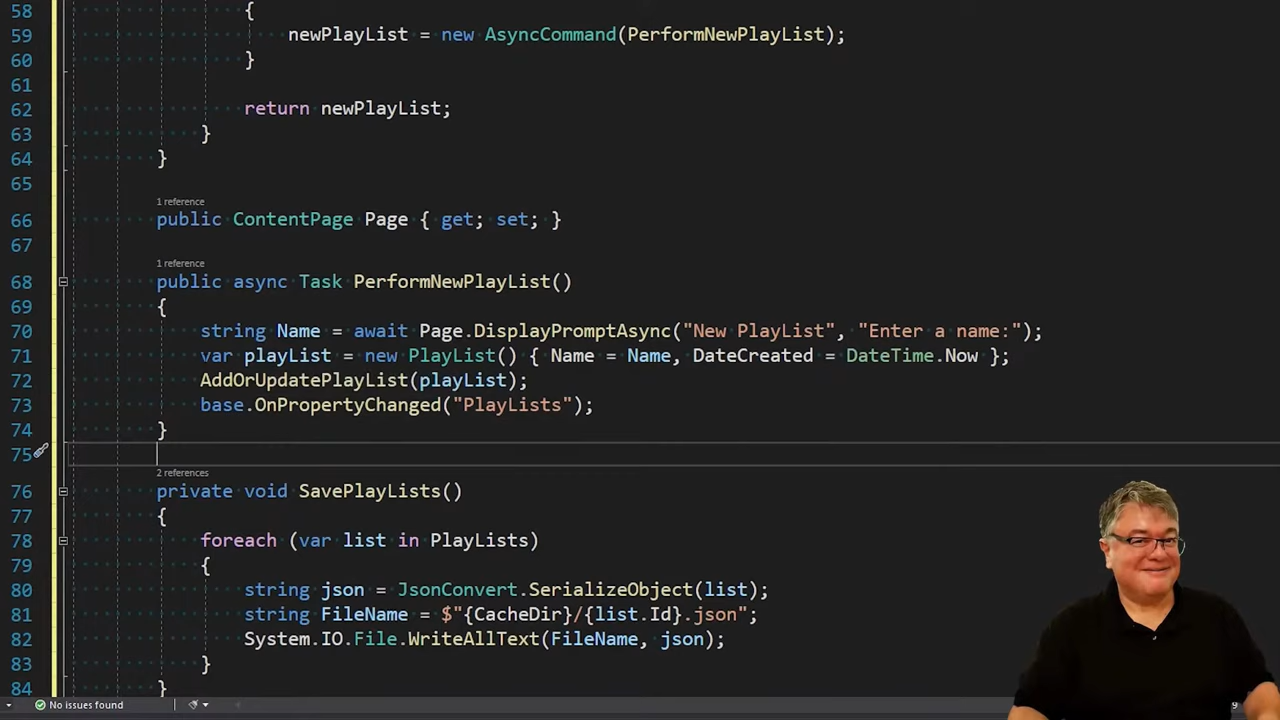 58 {
59 newPlayList = new AsyncCommand(PerformNewPlayList);
60 }
61
62 return newPlayList;
63 }
64 }
65
1 reference
66 public ContentPage Page { get; set; }
67
1 reference
68 public async Task PerformNewPlayList()
69 {
70 string Name = await Page.DisplayPromptAsync("New PlayList", "Enter a name:");
71 var playList = new PlayList() { Name = Name, DateCreated = DateTime.Now };
72 AddOrUpdatePlayList(playList);
73 base.OnPropertyChanged("PlayLists");
74 }
75
2 references
76 private void SavePlayLists()
77 {
78 foreach (var list in PlayLists)
79 {
80 string json = JsonConvert.SerializeObject(list);
81 string FileName = $"{CacheDir}/{list.Id}.json";
82 System.IO.File.WriteAllText(FileName, json);
83 }
84 }
No issues found
9